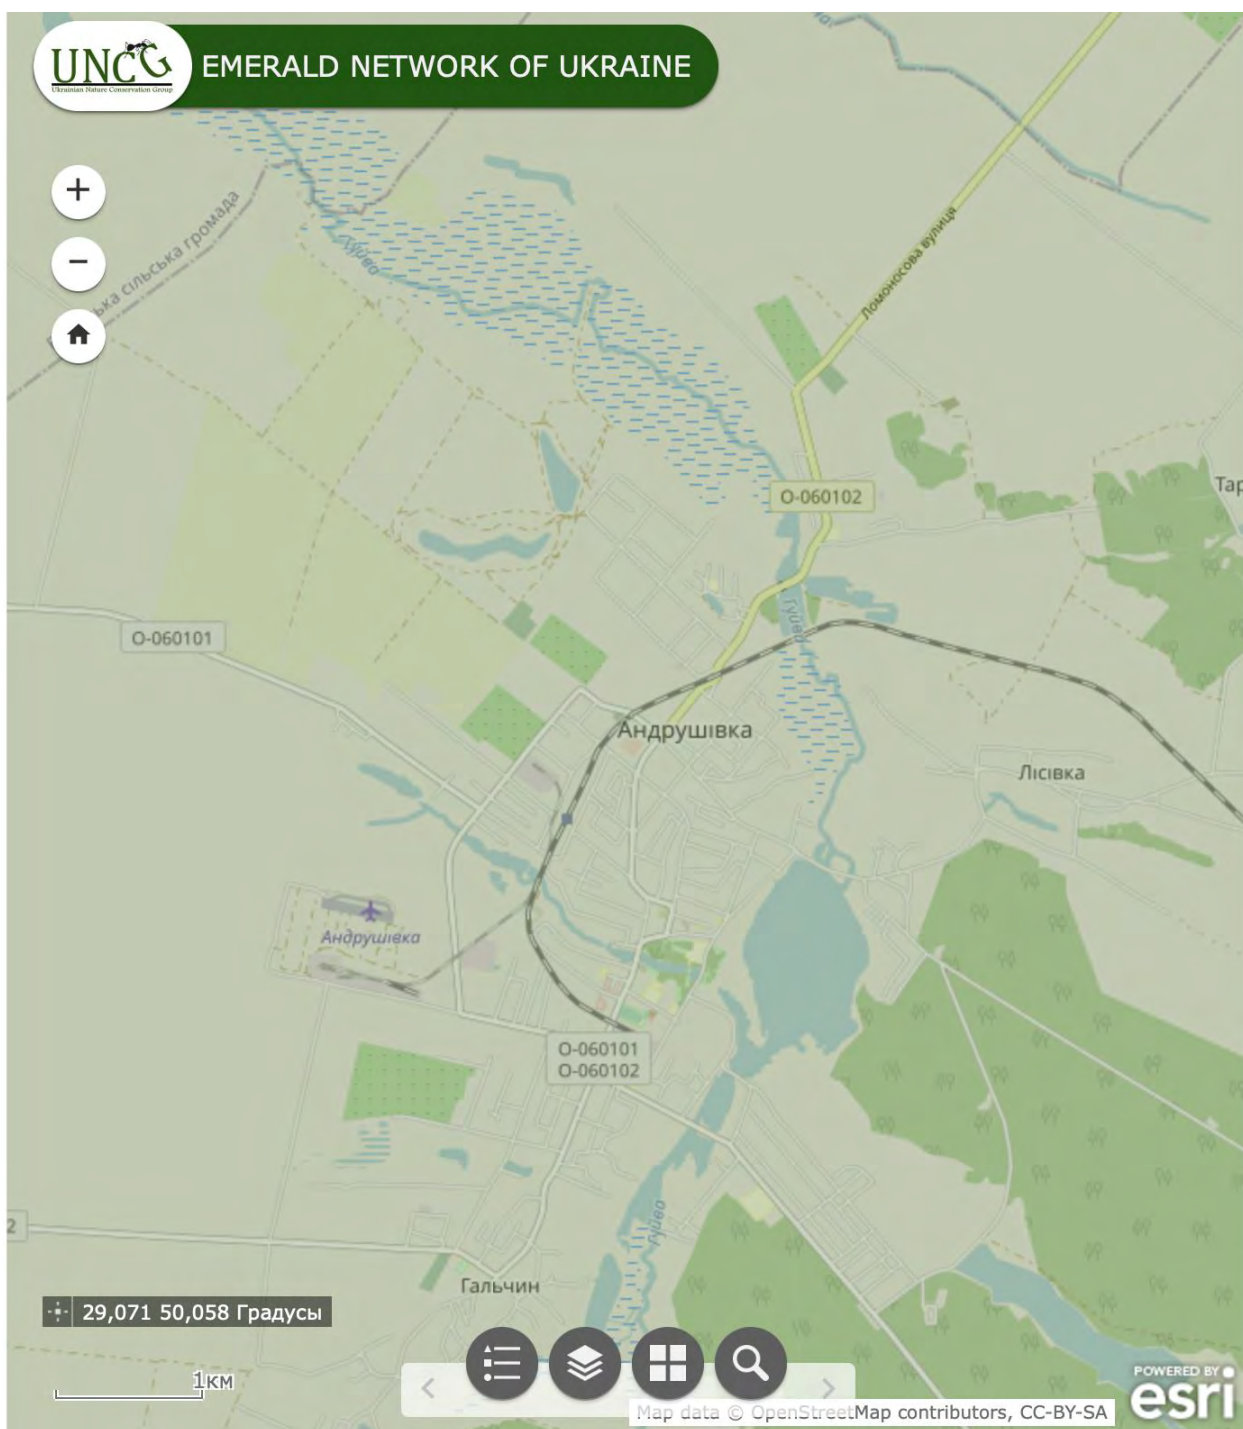 UNCG
Ukrainian Nature Conservation Group
EMERALD NETWORK OF UKRAINE
+
−
ька сільська громада
Гуйва
Ломоносова вулиця
О-060102
Тар
О-060101
Гуйва
Андрушівка
Лісівка
Андрушівка
О-060101
О-060102
Гуйва
2
Гальчин
29,071 50,058 Градусы
1км
POWERED BY
esri
Map data © OpenStreetMap contributors, CC-BY-SA